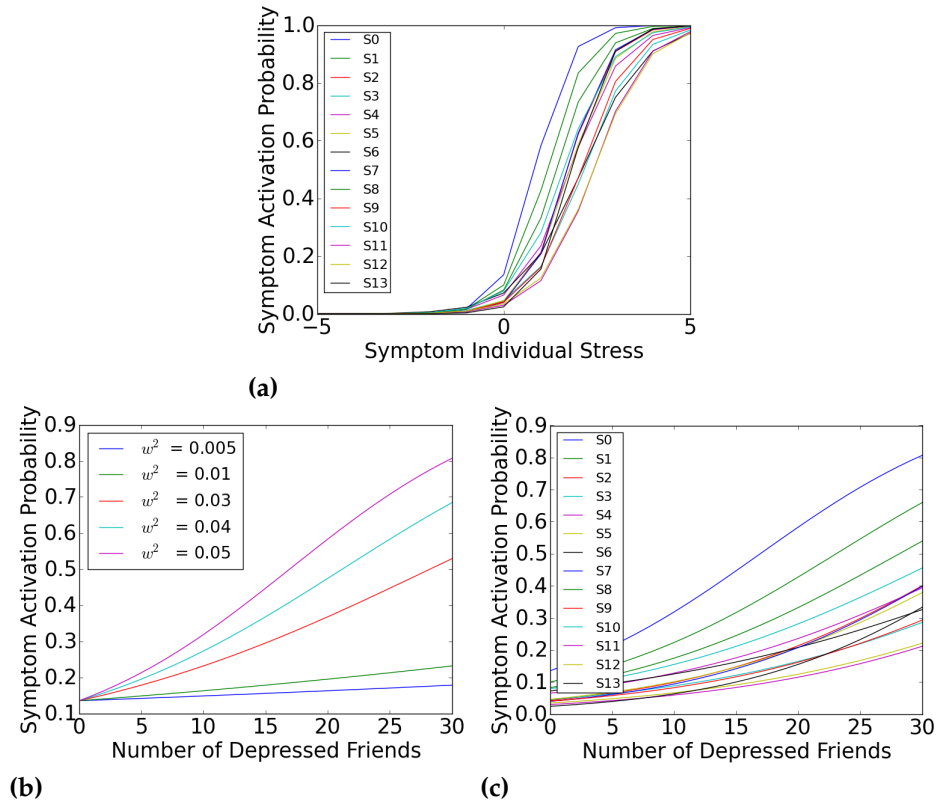 Symptom Activation Probability
1.0
0.8
0.6
0.4
0.2
0.0
S0
S1
S2
S3
S4
S5
S6
S7
S8
S9
S10
S11
S12
S13
−5
0
5
Symptom Individual Stress
(a)
Symptom Activation Probability
0.9
0.8
0.7
0.6
0.5
0.4
0.3
0.2
0.1
w² = 0.005
w² = 0.01
w² = 0.03
w² = 0.04
w² = 0.05
0 5 10 15 20 25 30
Number of Depressed Friends
(b)
Symptom Activation Probability
0.9
0.8
0.7
0.6
0.5
0.4
0.3
0.2
0.1
0.0
S0
S1
S2
S3
S4
S5
S6
S7
S8
S9
S10
S11
S12
S13
0 5 10 15 20 25 30
Number of Depressed Friends
(c)